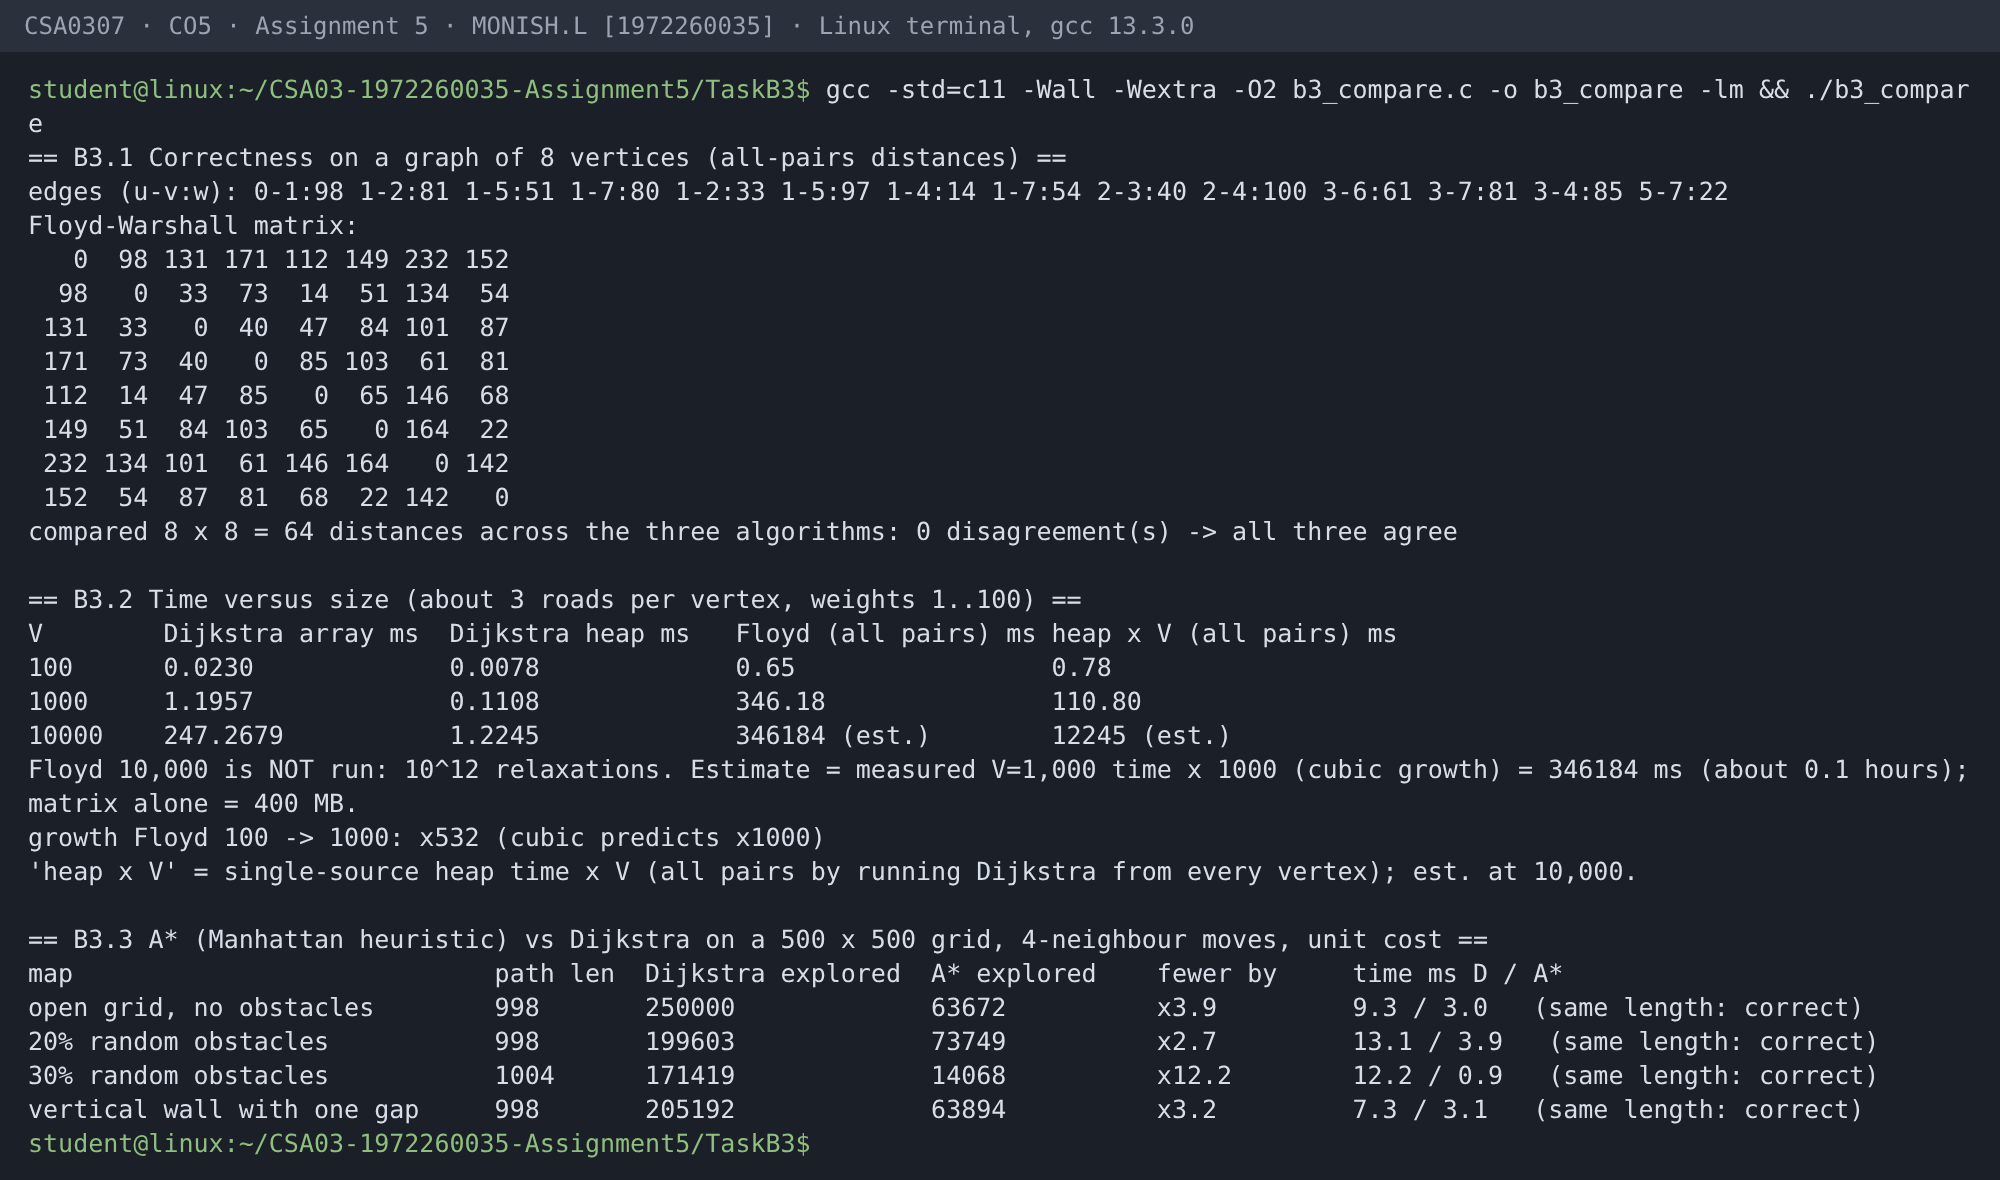 CSA0307 · CO5 · Assignment 5 · MONISH.L [1972260035] · Linux terminal, gcc 13.3.0
student@linux:~/CSA03-1972260035-Assignment5/TaskB3$ gcc -std=c11 -Wall -Wextra -O2 b3_compare.c -o b3_compare -lm && ./b3_compar
e
== B3.1 Correctness on a graph of 8 vertices (all-pairs distances) ==
edges (u-v:w): 0-1:98 1-2:81 1-5:51 1-7:80 1-2:33 1-5:97 1-4:14 1-7:54 2-3:40 2-4:100 3-6:61 3-7:81 3-4:85 5-7:22
Floyd-Warshall matrix:
   0  98 131 171 112 149 232 152
  98   0  33  73  14  51 134  54
 131  33   0  40  47  84 101  87
 171  73  40   0  85 103  61  81
 112  14  47  85   0  65 146  68
 149  51  84 103  65   0 164  22
 232 134 101  61 146 164   0 142
 152  54  87  81  68  22 142   0
compared 8 x 8 = 64 distances across the three algorithms: 0 disagreement(s) -> all three agree
== B3.2 Time versus size (about 3 roads per vertex, weights 1..100) ==
V        Dijkstra array ms  Dijkstra heap ms   Floyd (all pairs) ms heap x V (all pairs) ms
100      0.0230             0.0078             0.65                 0.78
1000     1.1957             0.1108             346.18               110.80
10000    247.2679           1.2245             346184 (est.)        12245 (est.)
Floyd 10,000 is NOT run: 10^12 relaxations. Estimate = measured V=1,000 time x 1000 (cubic growth) = 346184 ms (about 0.1 hours);
matrix alone = 400 MB.
growth Floyd 100 -> 1000: x532 (cubic predicts x1000)
'heap x V' = single-source heap time x V (all pairs by running Dijkstra from every vertex); est. at 10,000.
== B3.3 A* (Manhattan heuristic) vs Dijkstra on a 500 x 500 grid, 4-neighbour moves, unit cost ==
map                            path len  Dijkstra explored  A* explored    fewer by     time ms D / A*
open grid, no obstacles        998       250000             63672          x3.9         9.3 / 3.0   (same length: correct)
20% random obstacles           998       199603             73749          x2.7         13.1 / 3.9   (same length: correct)
30% random obstacles           1004      171419             14068          x12.2        12.2 / 0.9   (same length: correct)
vertical wall with one gap     998       205192             63894          x3.2         7.3 / 3.1   (same length: correct)
student@linux:~/CSA03-1972260035-Assignment5/TaskB3$